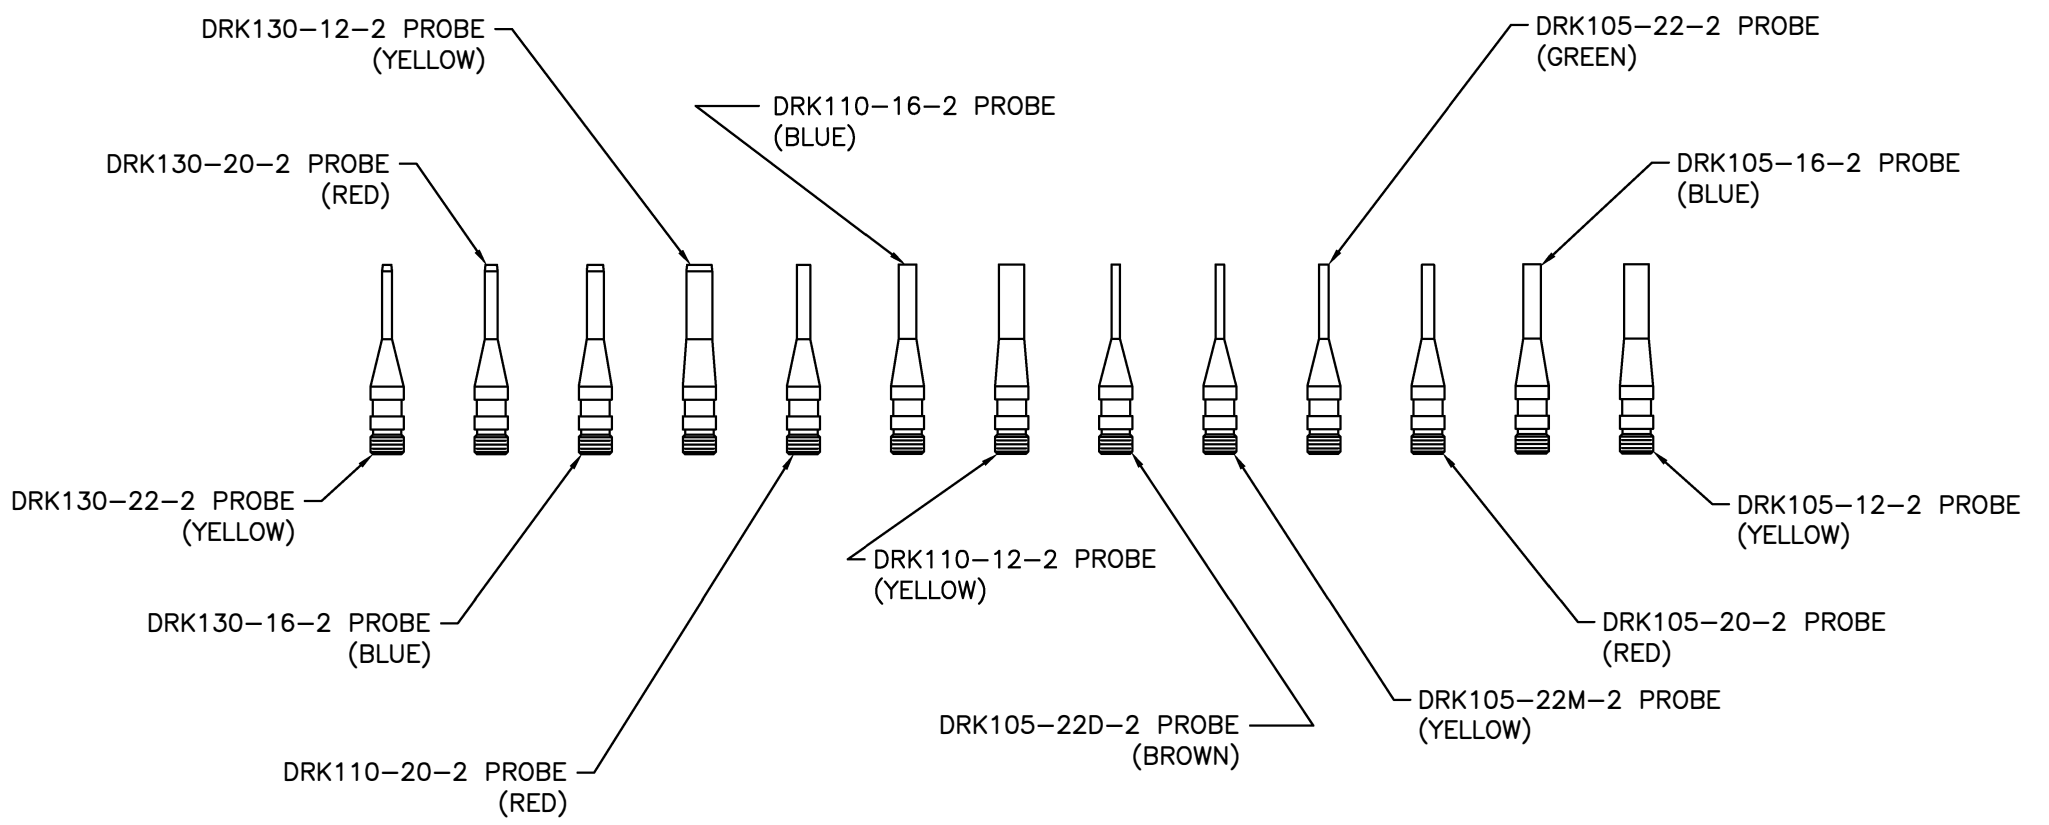 DRK130-12-2 PROBE
(YELLOW)
DRK105-22-2 PROBE
(GREEN)
DRK110-16-2 PROBE
(BLUE)
DRK130-20-2 PROBE
(RED)
DRK105-16-2 PROBE
(BLUE)
DRK130-22-2 PROBE
(YELLOW)
DRK105-12-2 PROBE
(YELLOW)
DRK110-12-2 PROBE
(YELLOW)
DRK130-16-2 PROBE
(BLUE)
DRK105-20-2 PROBE
(RED)
DRK105-22M-2 PROBE
(YELLOW)
DRK105-22D-2 PROBE
(BROWN)
DRK110-20-2 PROBE
(RED)